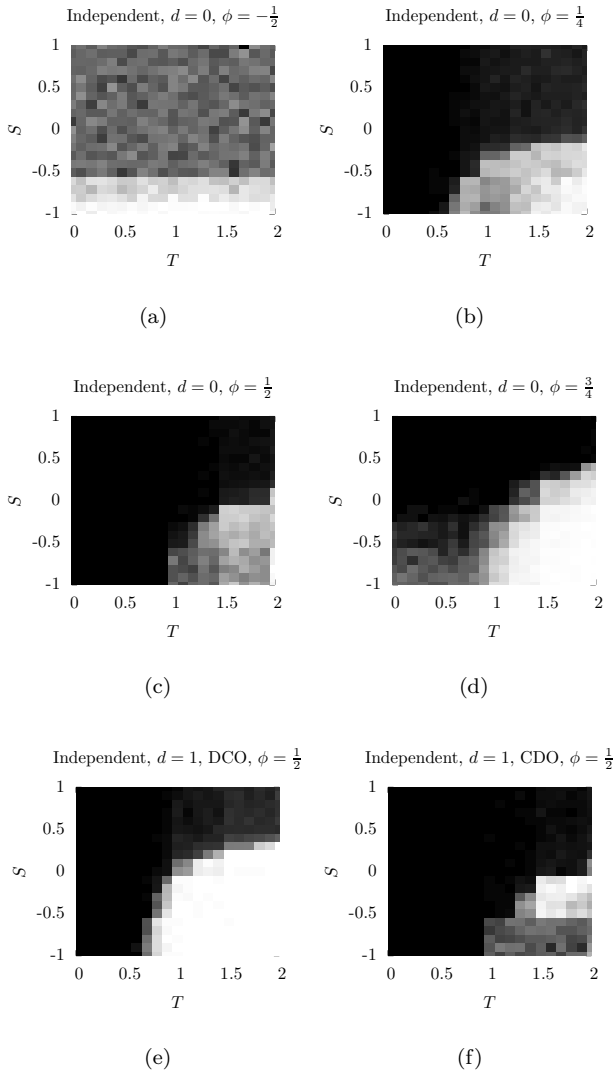 Independent, d = 0, ϕ = −1/2
Independent, d = 0, ϕ = 1/4
1
0.5
0
-0.5
-1
S
0 0.5 1 1.5 2
T
1
0.5
0
-0.5
-1
S
0 0.5 1 1.5 2
T
(a)
(b)
Independent, d = 0, ϕ = 1/2
Independent, d = 0, ϕ = 3/4
1
0.5
0
-0.5
-1
S
0 0.5 1 1.5 2
T
1
0.5
0
-0.5
-1
S
0 0.5 1 1.5 2
T
(c)
(d)
Independent, d = 1, DCO, ϕ = 1/2
Independent, d = 1, CDO, ϕ = 1/2
1
0.5
0
-0.5
-1
S
0 0.5 1 1.5 2
T
1
0.5
0
-0.5
-1
S
0 0.5 1 1.5 2
T
(e)
(f)